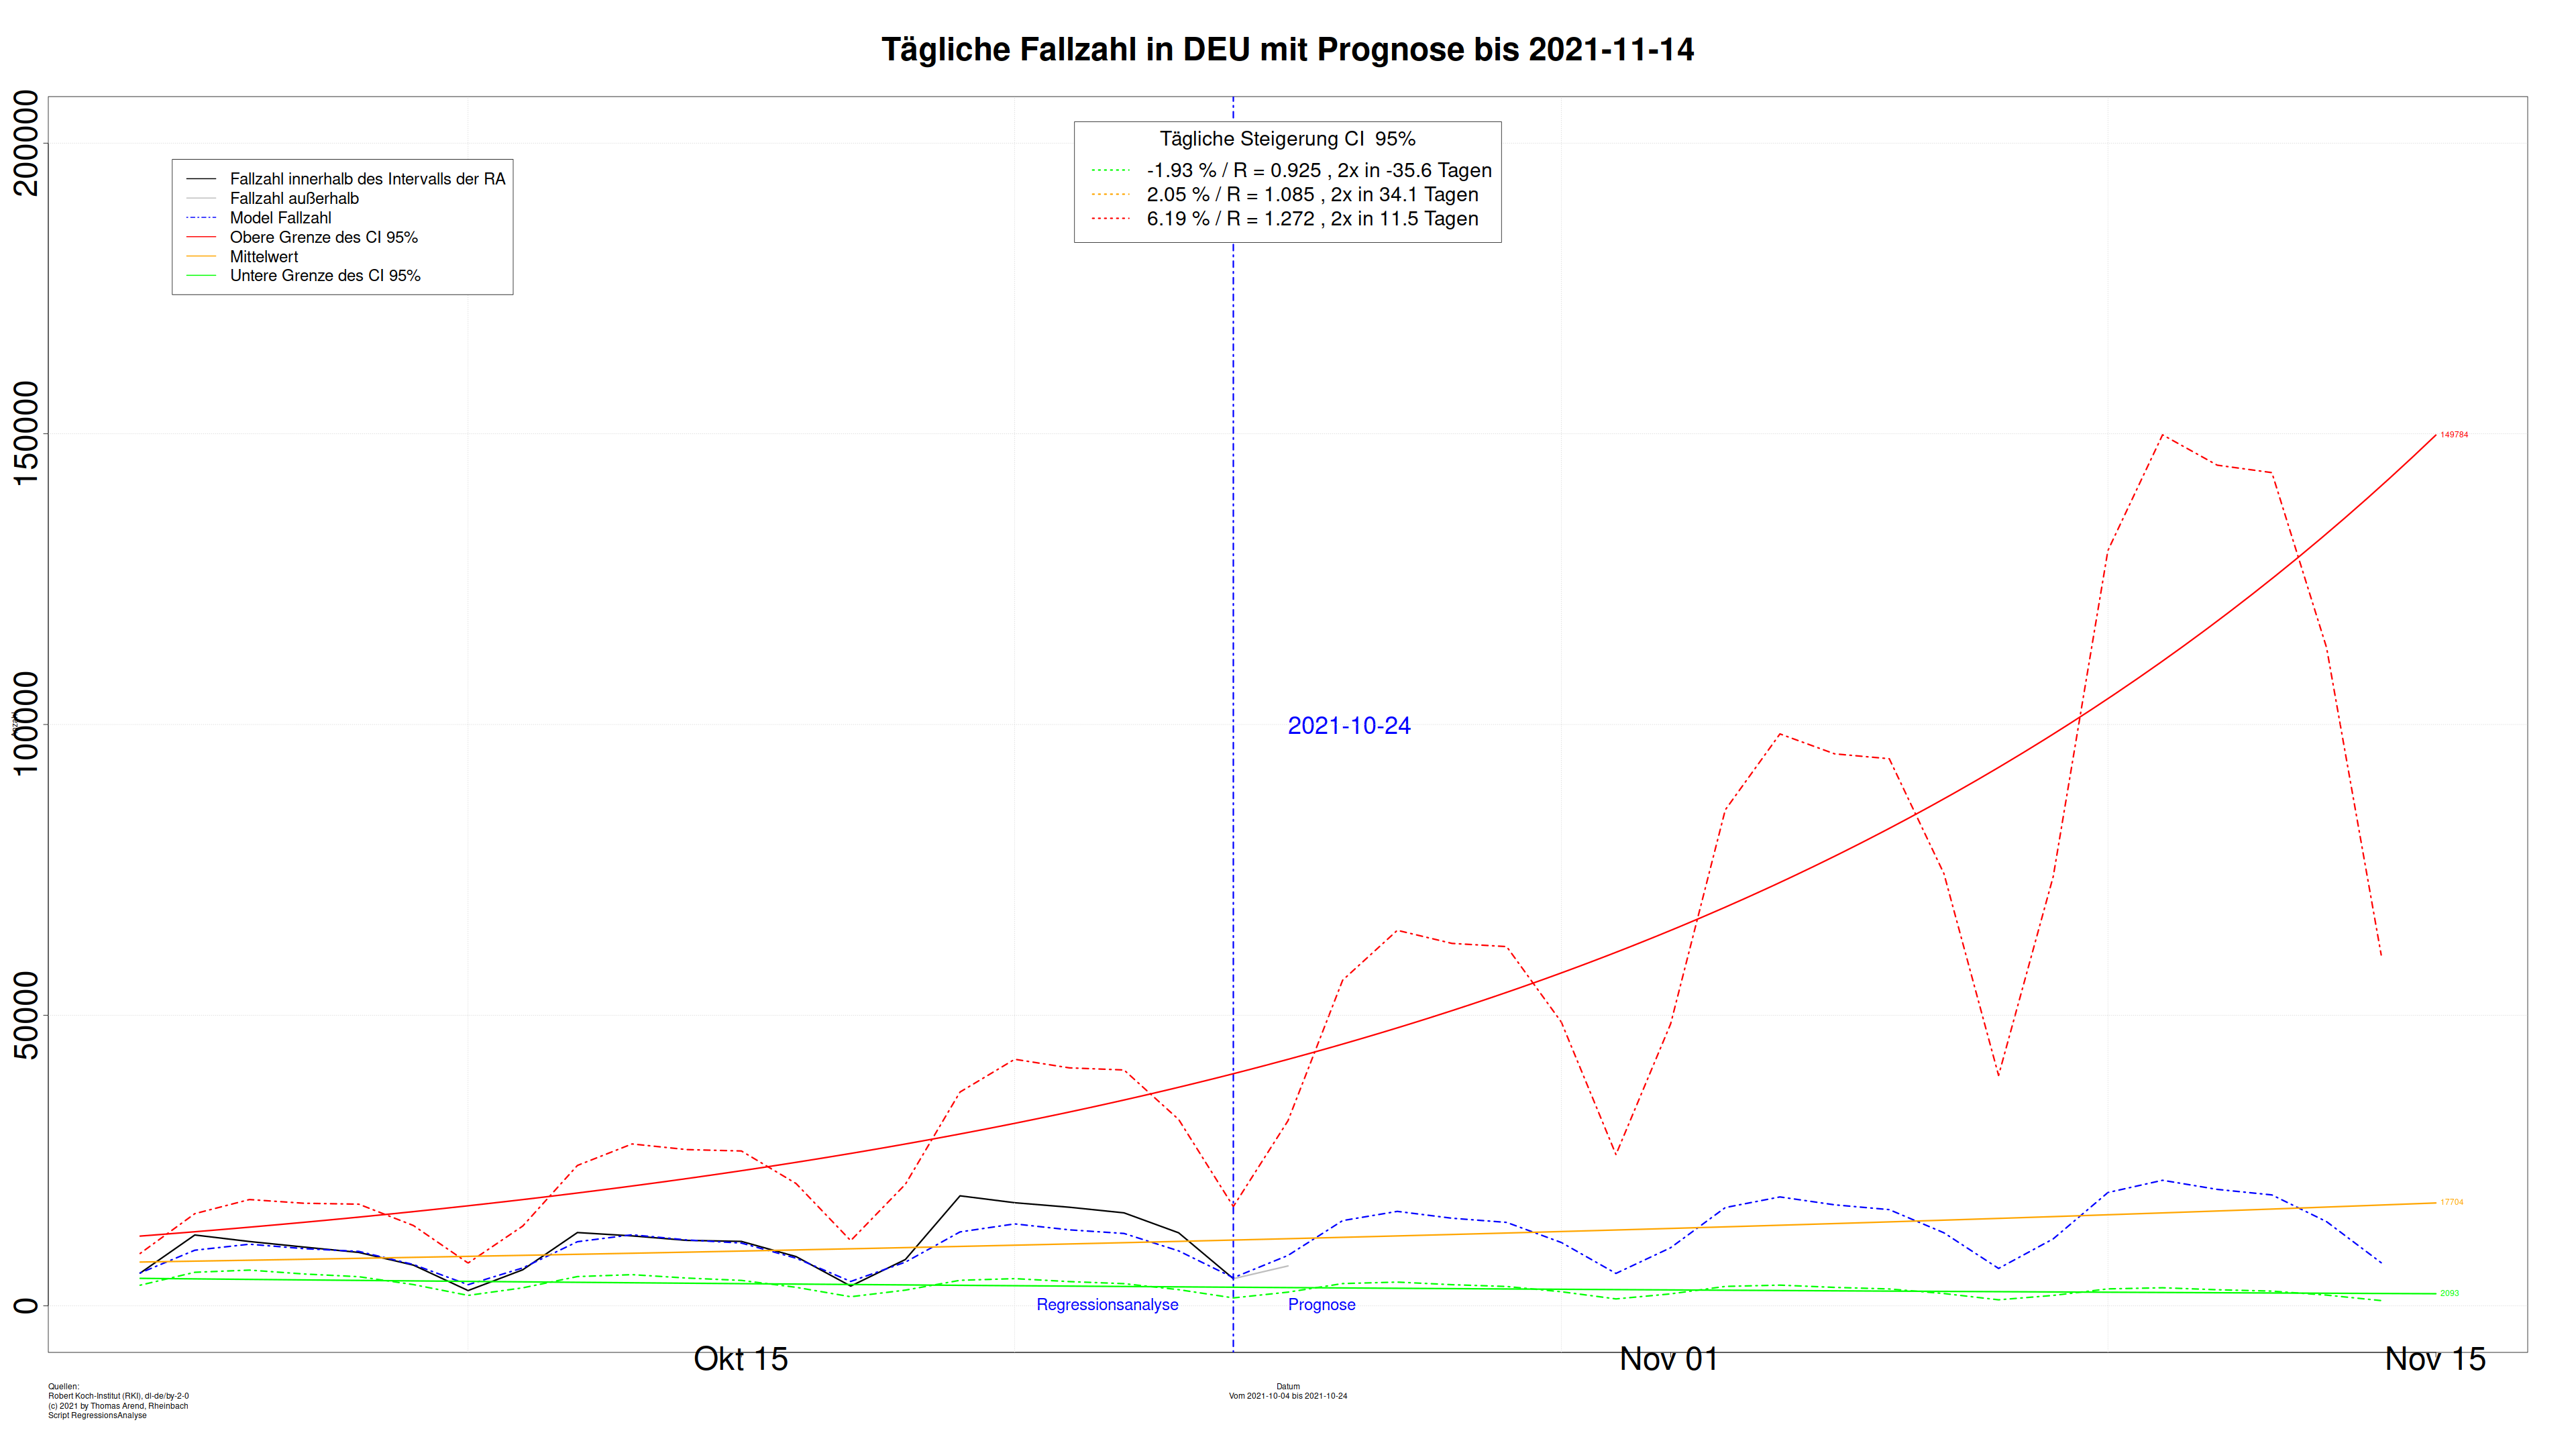 Tägliche Fallzahl in DEU mit Prognose bis 2021-11-14
200000
150000
100000
50000
0
Anzahl
Fallzahl innerhalb des Intervalls der RA
Fallzahl außerhalb
Model Fallzahl
Obere Grenze des CI 95%
Mittelwert
Untere Grenze des CI 95%
Tägliche Steigerung CI  95%
-1.93 % / R = 0.925 , 2x in -35.6 Tagen
2.05 % / R = 1.085 , 2x in 34.1 Tagen
6.19 % / R = 1.272 , 2x in 11.5 Tagen
149784
2021-10-24
17704
2093
Regressionsanalyse
Prognose
Okt 15
Nov 01
Nov 15
Datum
Vom 2021-10-04 bis 2021-10-24
Quellen:
Robert Koch-Institut (RKI), dl-de/by-2-0
(c) 2021 by Thomas Arend, Rheinbach
Script RegressionsAnalyse